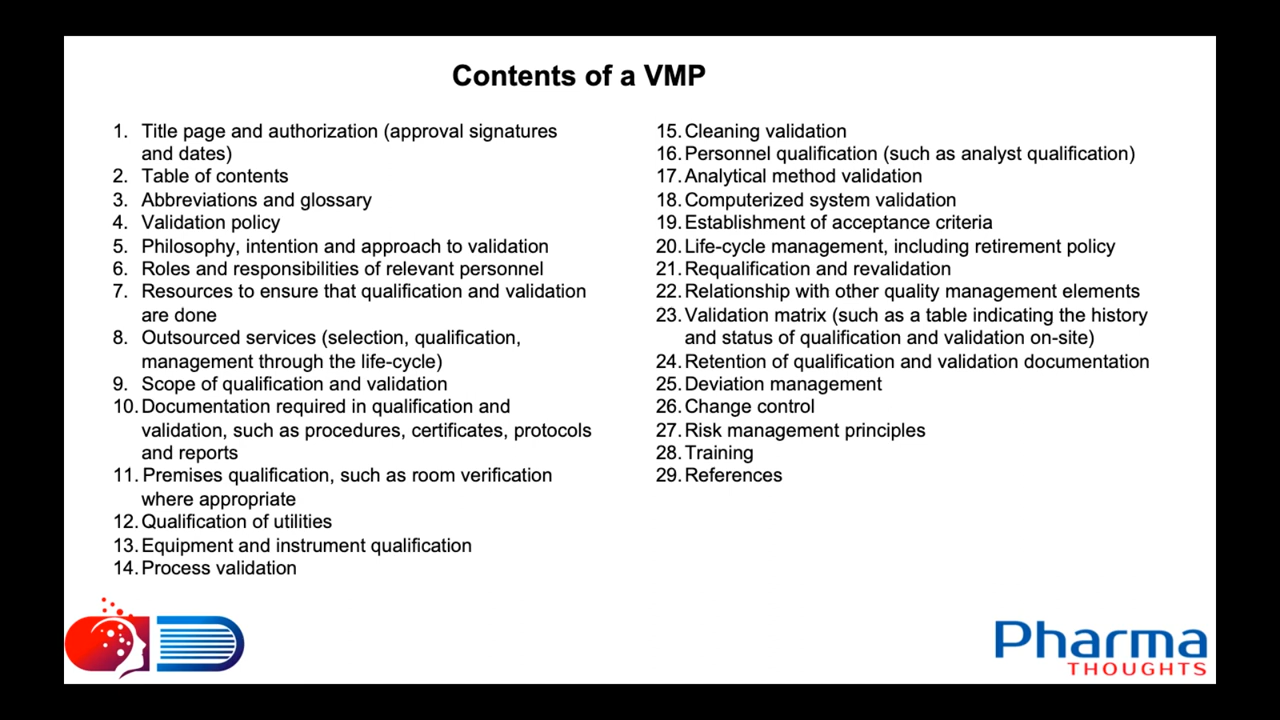 Contents of a VMP
1. Title page and authorization (approval signatures
and dates)
2. Table of contents
3. Abbreviations and glossary
4. Validation policy
5. Philosophy, intention and approach to validation
6. Roles and responsibilities of relevant personnel
7. Resources to ensure that qualification and validation
are done
8. Outsourced services (selection, qualification,
management through the life-cycle)
9. Scope of qualification and validation
10. Documentation required in qualification and
validation, such as procedures, certificates, protocols
and reports
11. Premises qualification, such as room verification
where appropriate
12. Qualification of utilities
13. Equipment and instrument qualification
14. Process validation
15. Cleaning validation
16. Personnel qualification (such as analyst qualification)
17. Analytical method validation
18. Computerized system validation
19. Establishment of acceptance criteria
20. Life-cycle management, including retirement policy
21. Requalification and revalidation
22. Relationship with other quality management elements
23. Validation matrix (such as a table indicating the history
and status of qualification and validation on-site)
24. Retention of qualification and validation documentation
25. Deviation management
26. Change control
27. Risk management principles
28. Training
29. References
Pharma
THOUGHTS